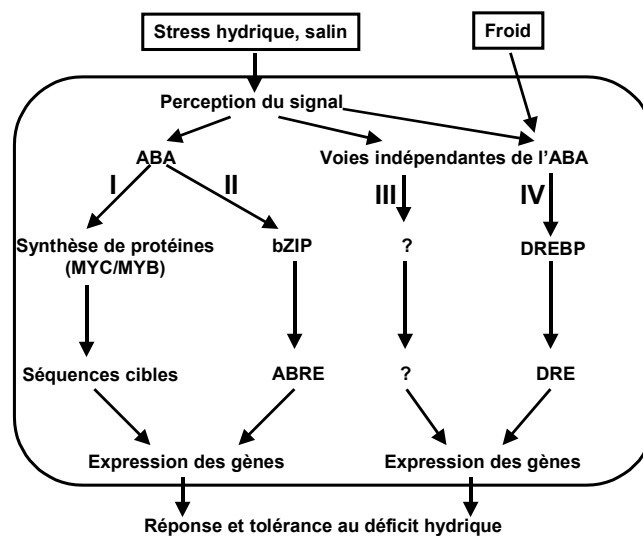 Stress hydrique, salin
Froid
Perception du signal
ABA
Voies indépendantes de l’ABA
I
II
III
IV
Synthèse de protéines
(MYC/MYB)
bZIP
?
DREBP
Séquences cibles
ABRE
?
DRE
Expression des gènes
Expression des gènes
Réponse et tolérance au déficit hydrique